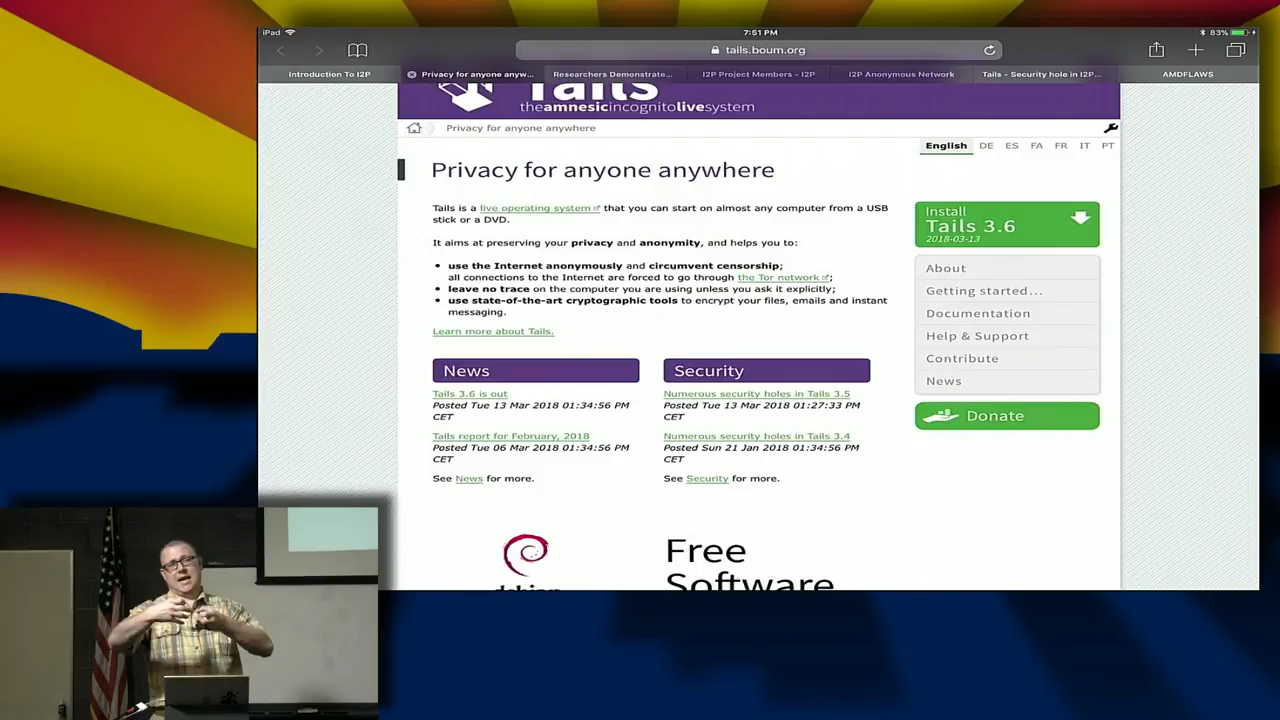 iPad
7:51 PM
83%
tails.boum.org
Introduction To I2P
Privacy for anyone anyw...
Researchers Demonstrate...
I2P Project Members - I2P
I2P Anonymous Network
Tails - Security hole in I2P...
AMDFLAWS
Tails
theamnesicincognitolivesystem
Privacy for anyone anywhere
English DE ES FA FR IT PT
Privacy for anyone anywhere
Tails is a live operating system that you can start on almost any computer from a USB
stick or a DVD.
It aims at preserving your privacy and anonymity, and helps you to:
use the Internet anonymously and circumvent censorship;
all connections to the Internet are forced to go through the Tor network;
leave no trace on the computer you are using unless you ask it explicitly;
use state-of-the-art cryptographic tools to encrypt your files, emails and instant
messaging.
Learn more about Tails.
News
Tails 3.6 is out
Posted Tue 13 Mar 2018 01:34:56 PM
CET
Tails report for February, 2018
Posted Tue 06 Mar 2018 01:34:56 PM
CET
See News for more.
Security
Numerous security holes in Tails 3.5
Posted Tue 13 Mar 2018 01:27:33 PM
CET
Numerous security holes in Tails 3.4
Posted Sun 21 Jan 2018 01:34:56 PM
CET
See Security for more.
Install
Tails 3.6
2018-03-13
About
Getting started...
Documentation
Help & Support
Contribute
News
Donate
debian
Free
Software